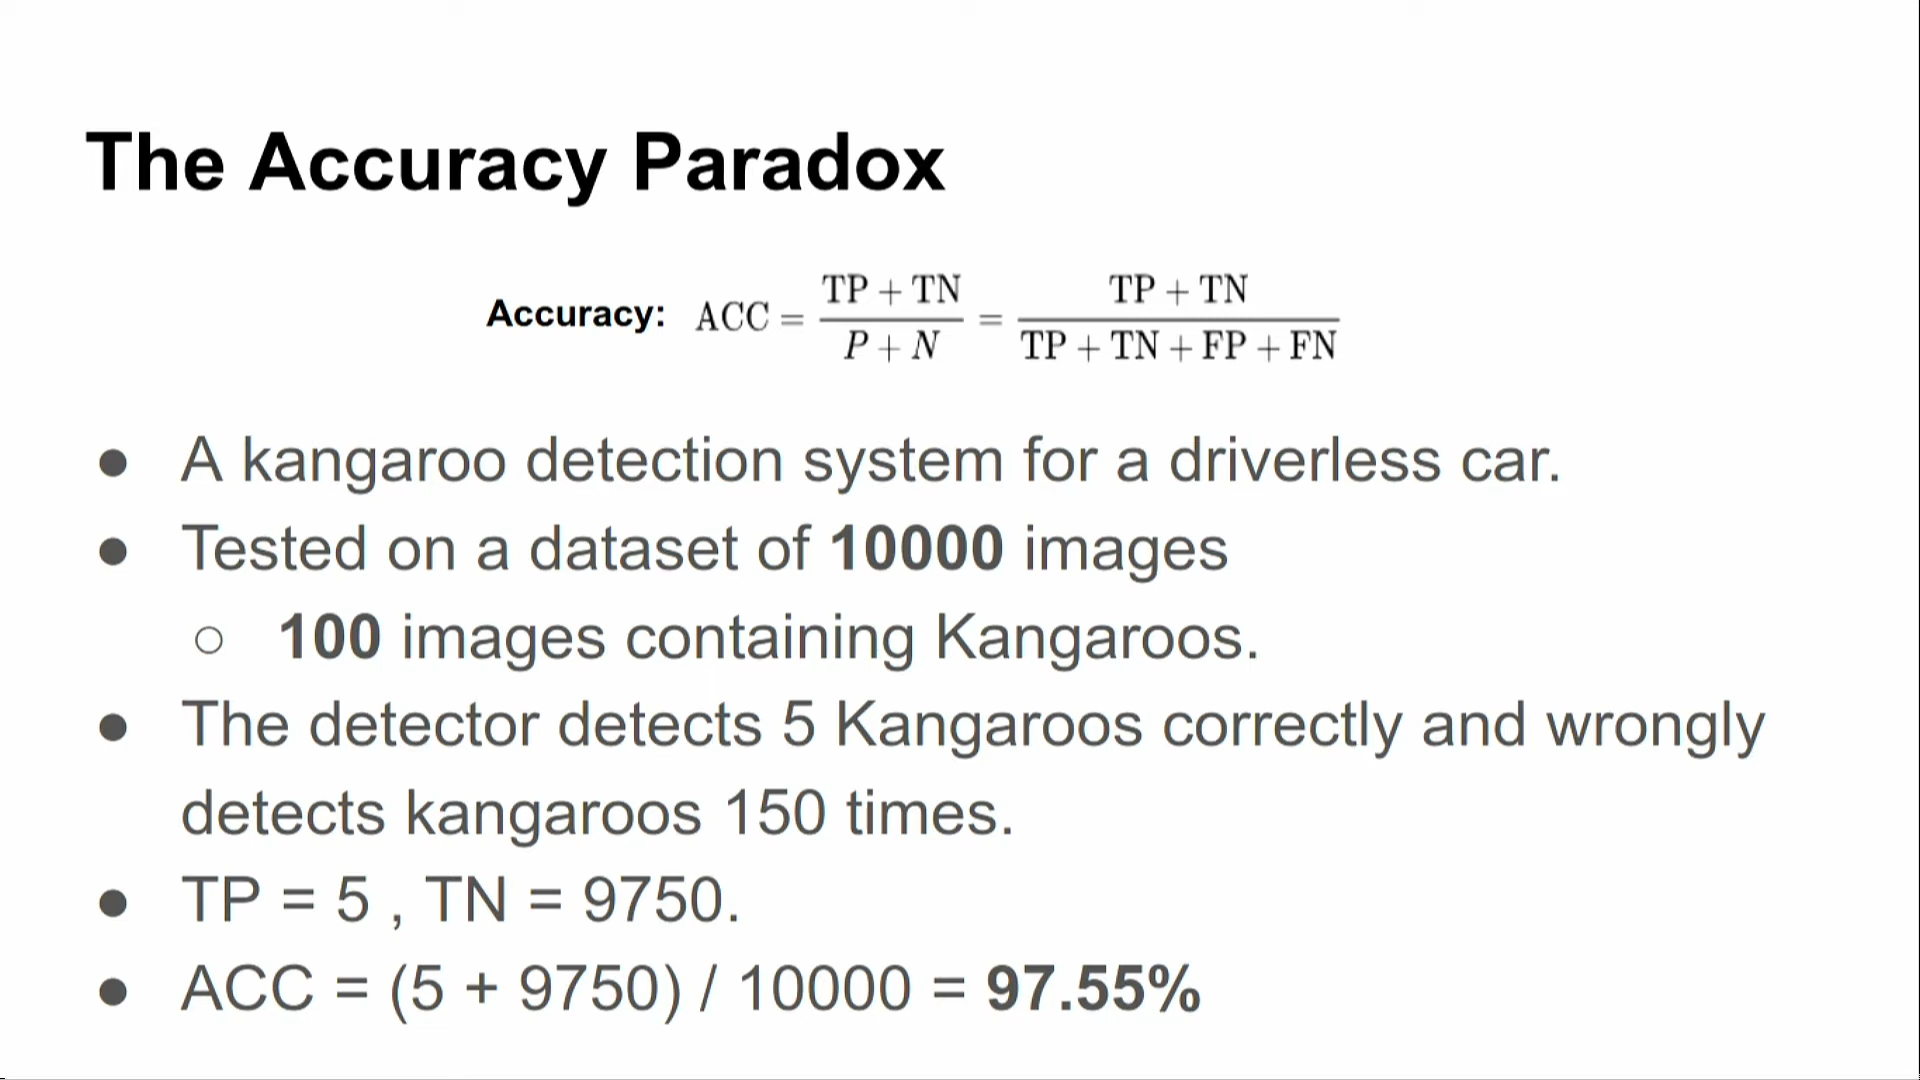 The Accuracy Paradox
Accuracy: ACC = (TP + TN) / (P + N) = (TP + TN) / (TP + TN + FP + FN)
● A kangaroo detection system for a driverless car.
● Tested on a dataset of 10000 images
○ 100 images containing Kangaroos.
● The detector detects 5 Kangaroos correctly and wrongly
detects kangaroos 150 times.
● TP = 5 , TN = 9750.
● ACC = (5 + 9750) / 10000 = 97.55%